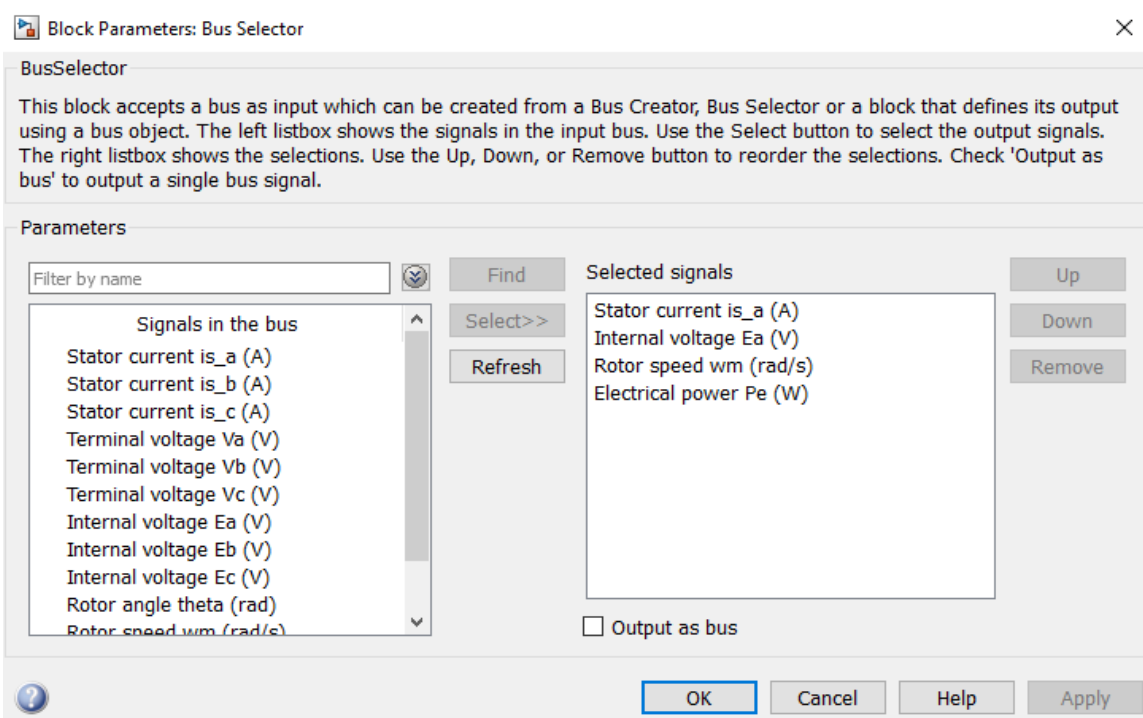 Block Parameters: Bus Selector
BusSelector
This block accepts a bus as input which can be created from a Bus Creator, Bus Selector or a block that defines its output
using a bus object. The left listbox shows the signals in the input bus. Use the Select button to select the output signals.
The right listbox shows the selections. Use the Up, Down, or Remove button to reorder the selections. Check 'Output as
bus' to output a single bus signal.
Parameters
Filter by name
Find
Select>>
Refresh
Signals in the bus
Stator current is_a (A)
Stator current is_b (A)
Stator current is_c (A)
Terminal voltage Va (V)
Terminal voltage Vb (V)
Terminal voltage Vc (V)
Internal voltage Ea (V)
Internal voltage Eb (V)
Internal voltage Ec (V)
Rotor angle theta (rad)
Rotor speed wm (rad/s)
Selected signals
Stator current is_a (A)
Internal voltage Ea (V)
Rotor speed wm (rad/s)
Electrical power Pe (W)
Output as bus
Up
Down
Remove
OK
Cancel
Help
Apply